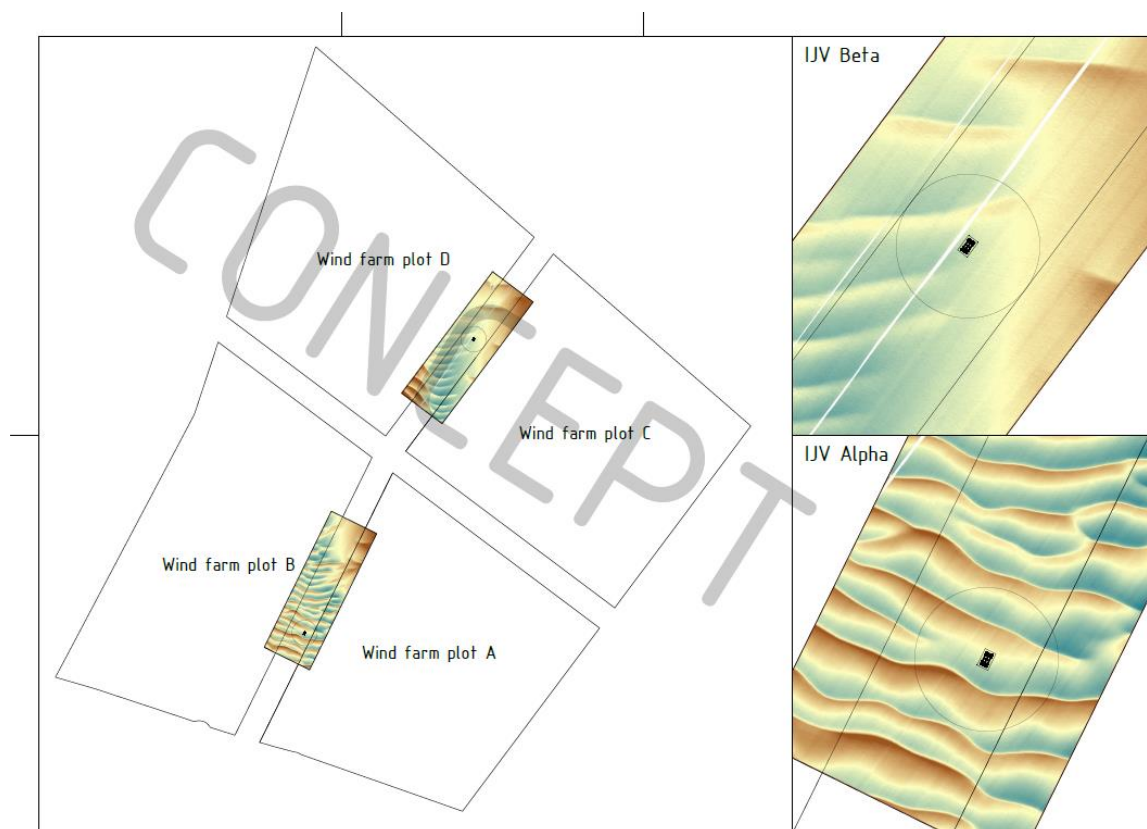 IJV Beta
Wind farm plot D
CONCEPT
Wind farm plot C
IJV Alpha
Wind farm plot B
Wind farm plot A